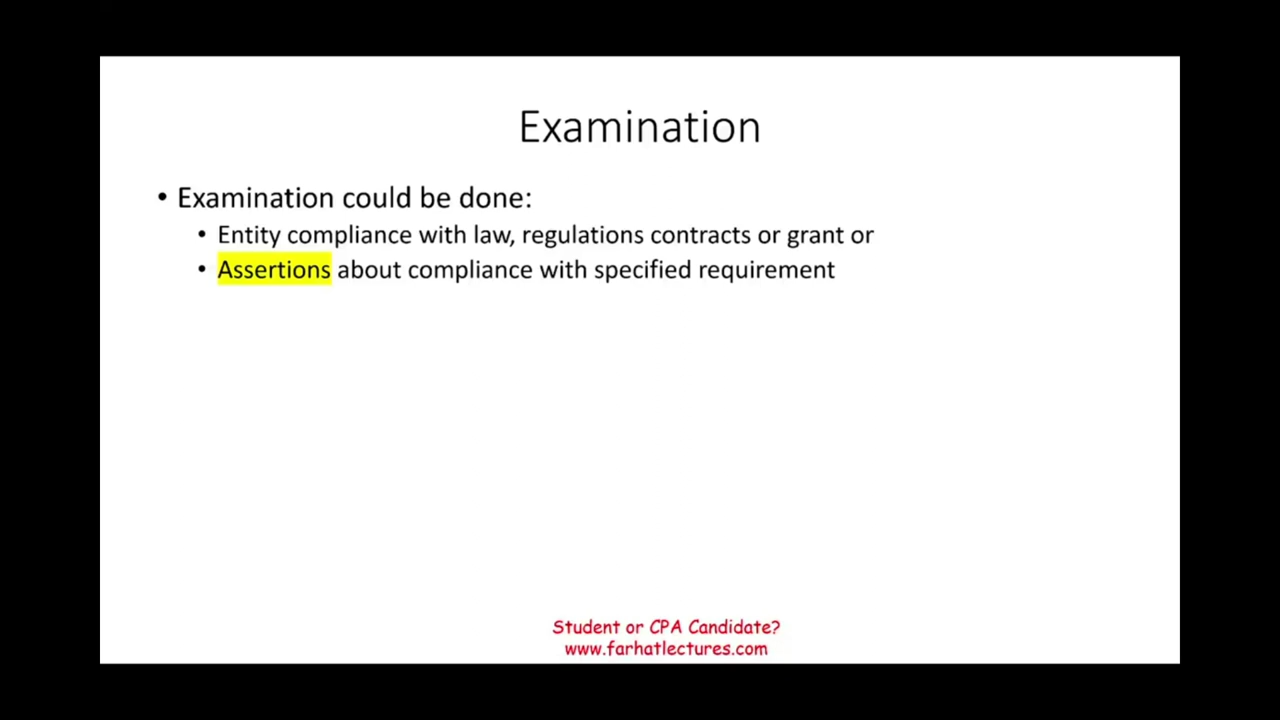 Examination
• Examination could be done:
• Entity compliance with law, regulations contracts or grant or
• Assertions about compliance with specified requirement
Student or CPA Candidate?
www.farhatlectures.com